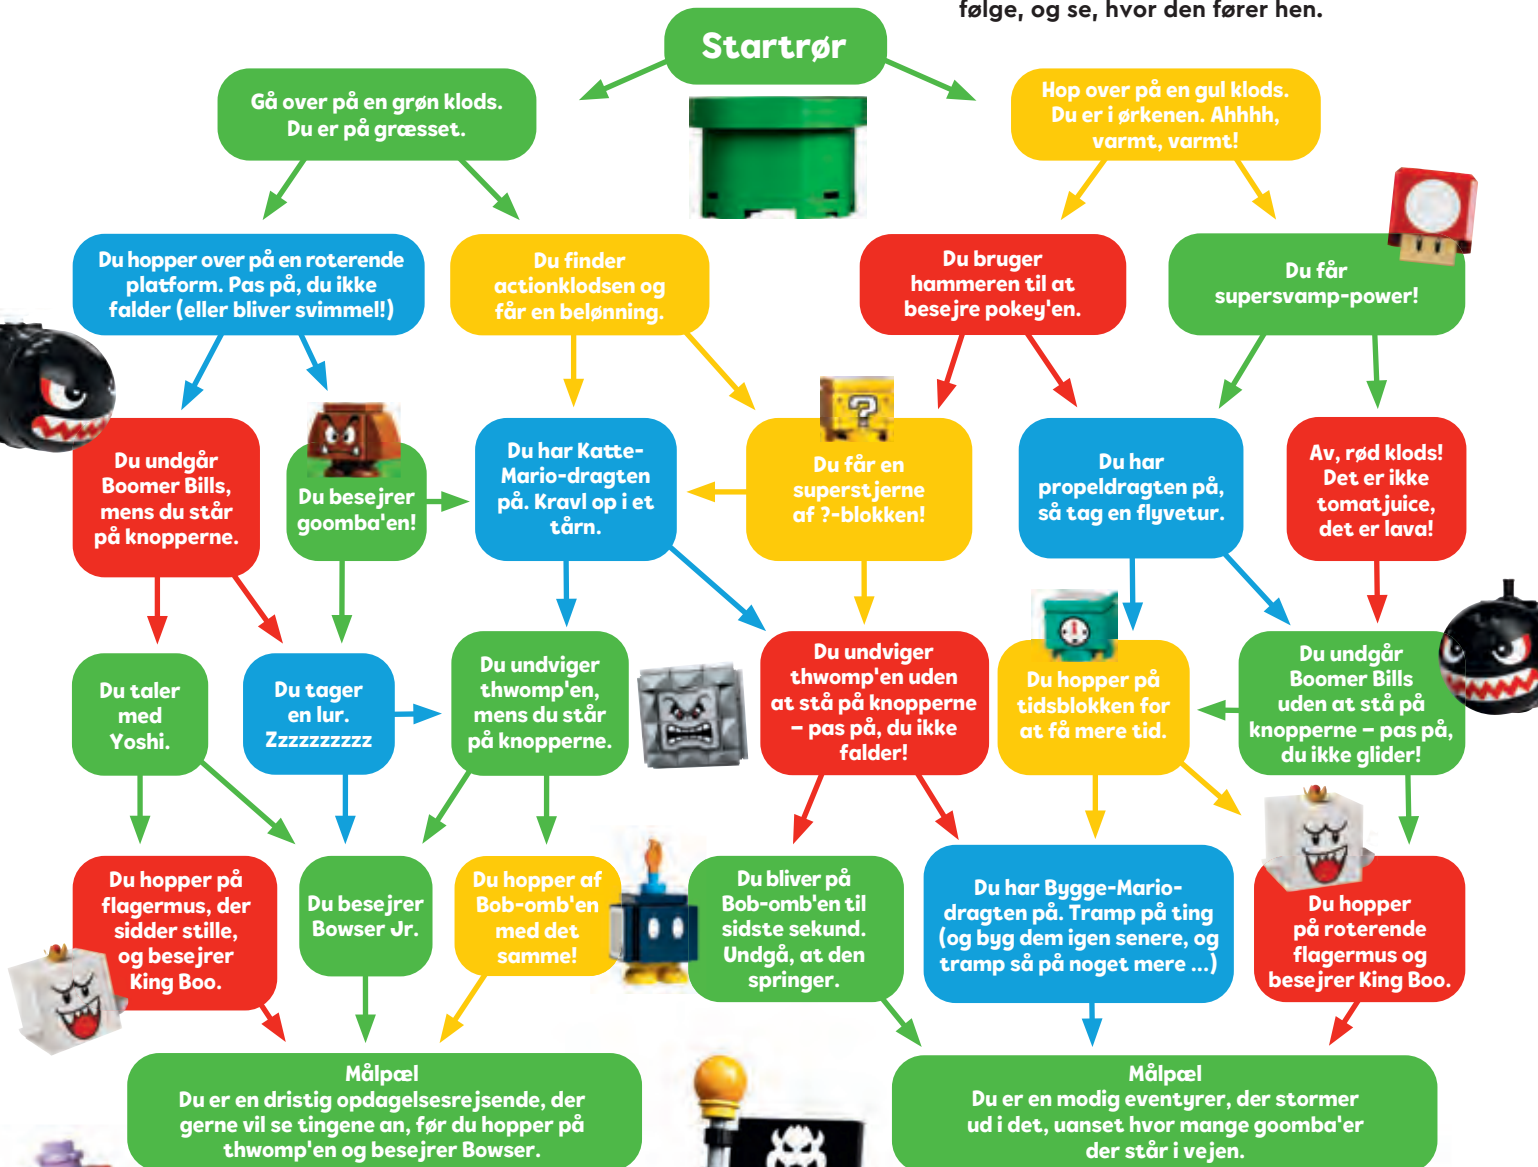 følge, og se, hvor den fører hen.
Startrør
Gå over på en grøn klods.
Du er på græsset.
Hop over på en gul klods.
Du er i ørkenen. Ahhhh,
varmt, varmt!
Du hopper over på en roterende
platform. Pas på, du ikke
falder (eller bliver svimmel!)
Du finder
actionklodsen og
får en belønning.
Du bruger
hammeren til at
besejre pokey'en.
Du får
supersvamp-power!
Du undgår
Boomer Bills,
mens du står
på knopperne.
Du besejrer
goomba'en!
Du har Katte-
Mario-dragten
på. Kravl op i et
tårn.
Du får en
superstjerne
af ?-blokken!
Du har
propeldragten på,
så tag en flyvetur.
Av, rød klods!
Det er ikke
tomatjuice,
det er lava!
Du taler
med
Yoshi.
Du tager
en lur.
Zzzzzzzzzz
Du undviger
thwomp'en,
mens du står
på knopperne.
Du undviger
thwomp'en uden
at stå på knopperne
– pas på, du ikke
falder!
Du hopper på
tidsblokken for
at få mere tid.
Du undgår
Boomer Bills
uden at stå på
knopperne – pas på,
du ikke glider!
Du hopper på
flagermus, der
sidder stille,
og besejrer
King Boo.
Du besejrer
Bowser Jr.
Du hopper af
Bob-omb'en
med det
samme!
Du bliver på
Bob-omb'en til
sidste sekund.
Undgå, at den
springer.
Du har Bygge-Mario-
dragten på. Tramp på ting
(og byg dem igen senere, og
tramp så på noget mere ...)
Du hopper
på roterende
flagermus og
besejrer King Boo.
Målpæl
Du er en dristig opdagelsesrejsende, der
gerne vil se tingene an, før du hopper på
thwomp'en og besejrer Bowser.
Målpæl
Du er en modig eventyrer, der stormer
ud i det, uanset hvor mange goomba'er
der står i vejen.